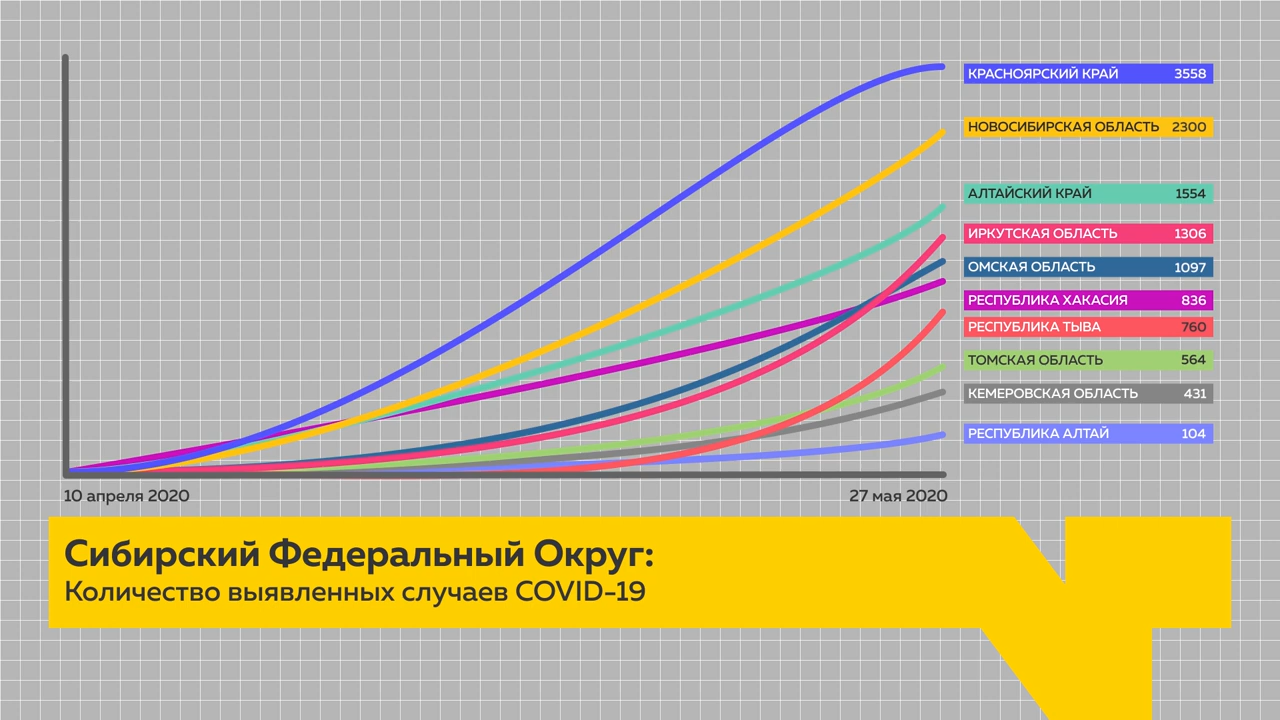 КРАСНОЯРСКИЙ КРАЙ 3558
НОВОСИБИРСКАЯ ОБЛАСТЬ 2300
АЛТАЙСКИЙ КРАЙ 1554
ИРКУТСКАЯ ОБЛАСТЬ 1306
ОМСКАЯ ОБЛАСТЬ 1097
РЕСПУБЛИКА ХАКАСИЯ 836
РЕСПУБЛИКА ТЫВА 760
ТОМСКАЯ ОБЛАСТЬ 564
КЕМЕРОВСКАЯ ОБЛАСТЬ 431
РЕСПУБЛИКА АЛТАЙ 104
10 апреля 2020 27 мая 2020
Сибирский Федеральный Округ:
Количество выявленных случаев COVID-19